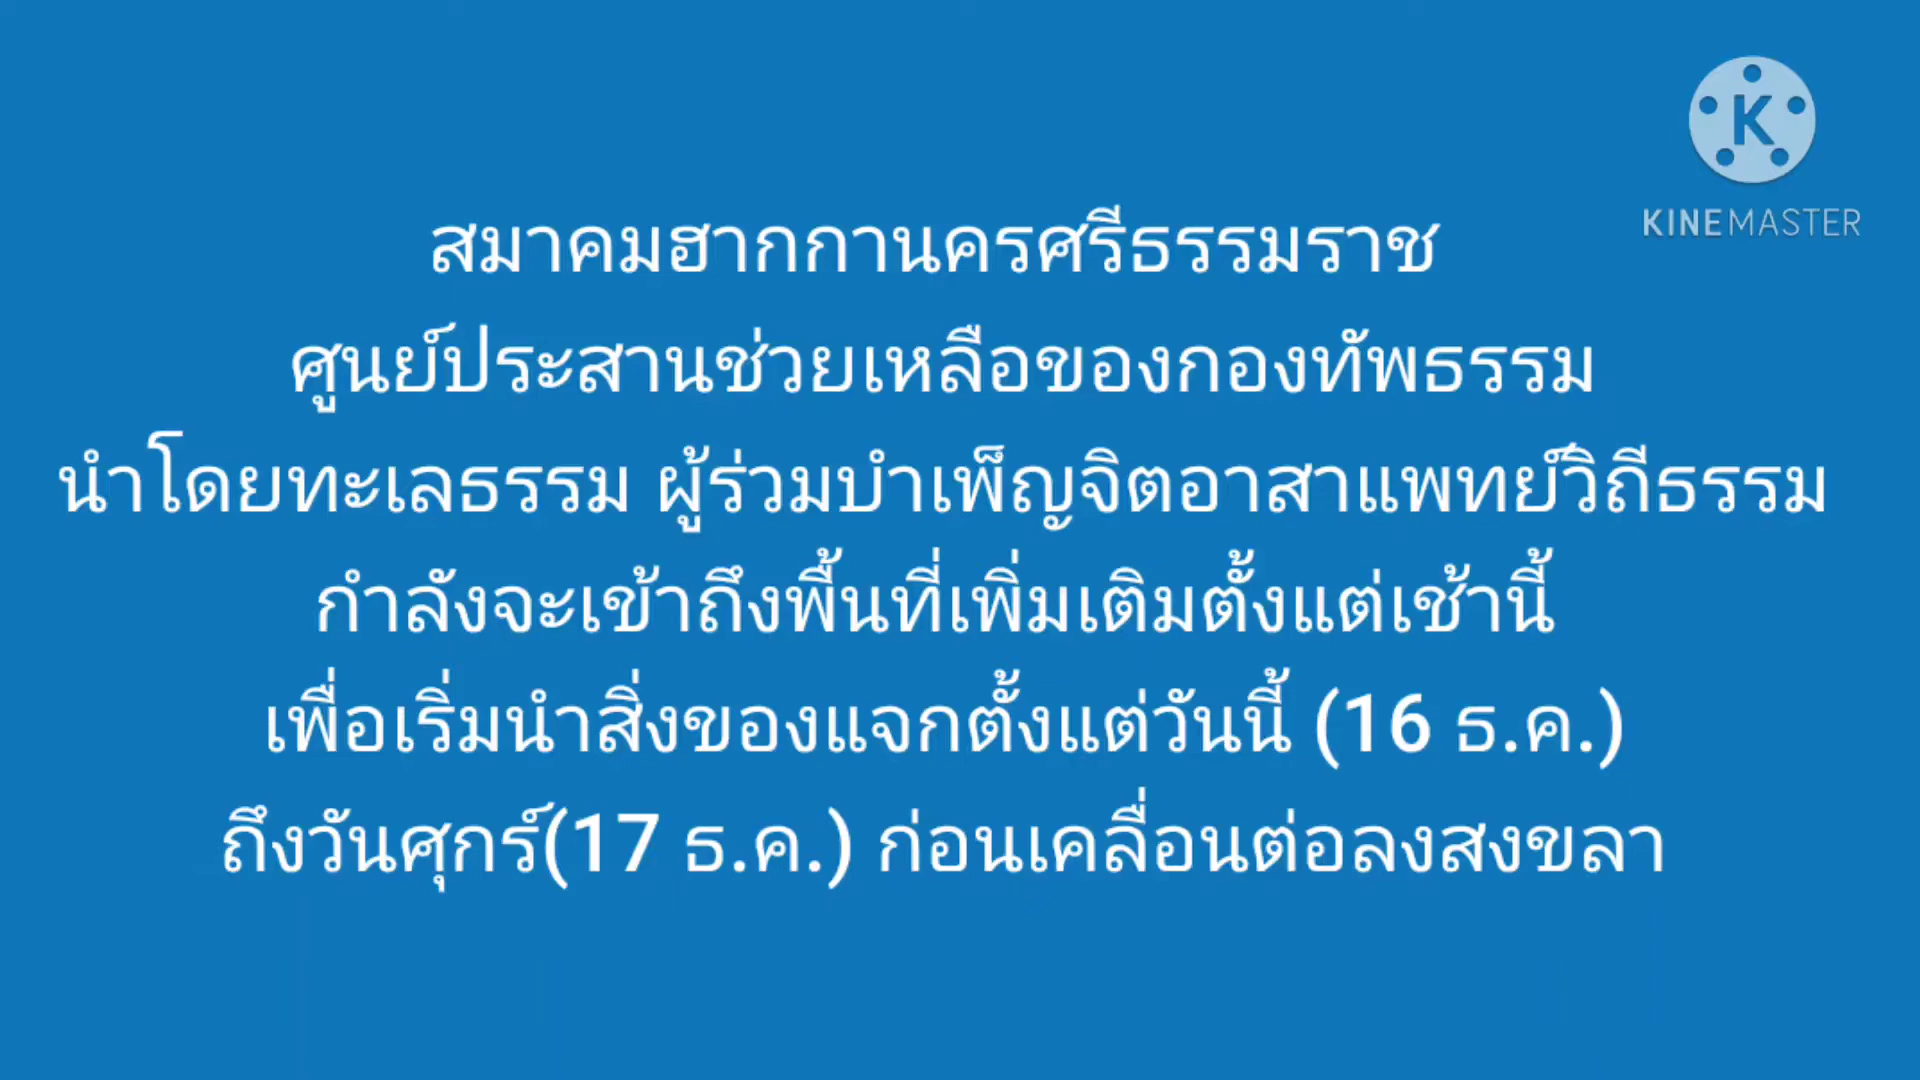 KINEMASTER
สมาคมฮากกานครศรีธรรมราช
ศูนย์ประสานช่วยเหลือของกองทัพธรรม
นำโดยทะเลธรรม ผู้ร่วมบำเพ็ญจิตอาสาแพทย์วิถีธรรม
กำลังจะเข้าถึงพื้นที่เพิ่มเติมตั้งแต่เช้านี้
เพื่อเริ่มนำสิ่งของแจกตั้งแต่วันนี้ (16 ธ.ค.)
ถึงวันศุกร์(17 ธ.ค.) ก่อนเคลื่อนต่อลงสงขลา